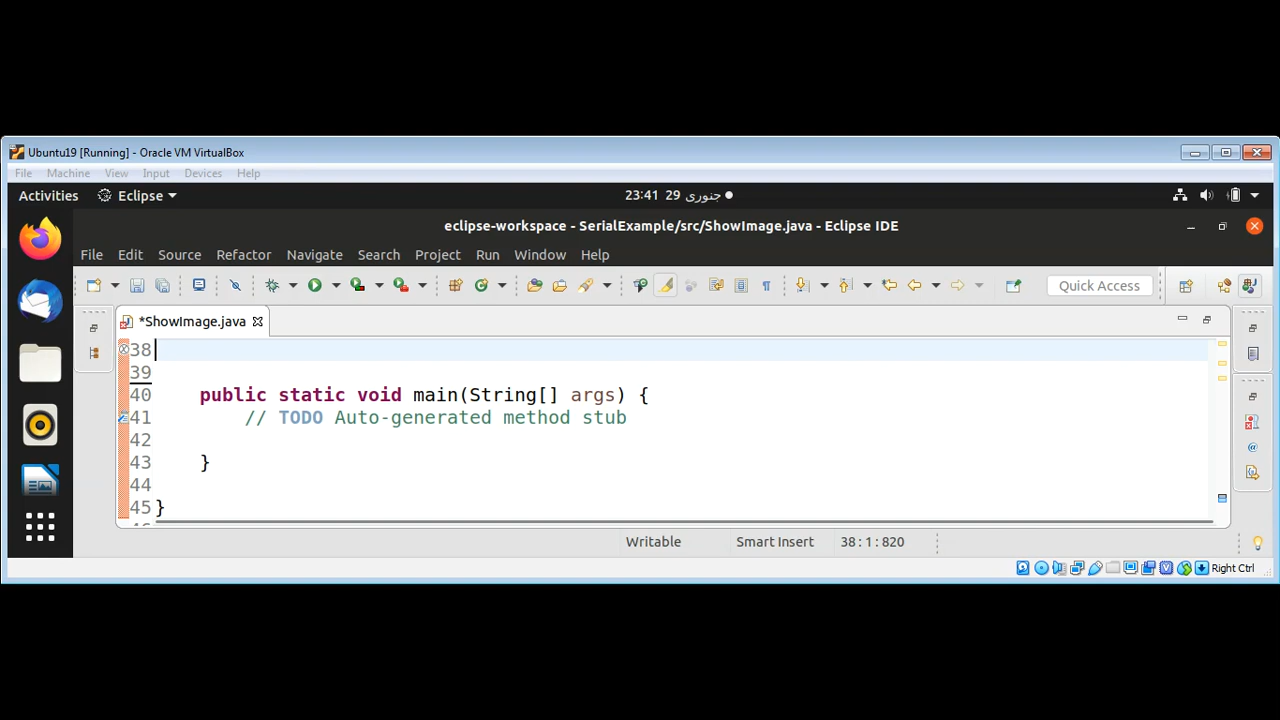 Ubuntu19 [Running] - Oracle VM VirtualBox
File Machine View Input Devices Help
Activities Eclipse 23:41 29 جنوری
eclipse-workspace - SerialExample/src/ShowImage.java - Eclipse IDE
File Edit Source Refactor Navigate Search Project Run Window Help
Quick Access
*ShowImage.java
38
39
40 public static void main(String[] args) {
41 // TODO Auto-generated method stub
42
43 }
44
45 }
46
Writable Smart Insert 38 : 1 : 820
Right Ctrl